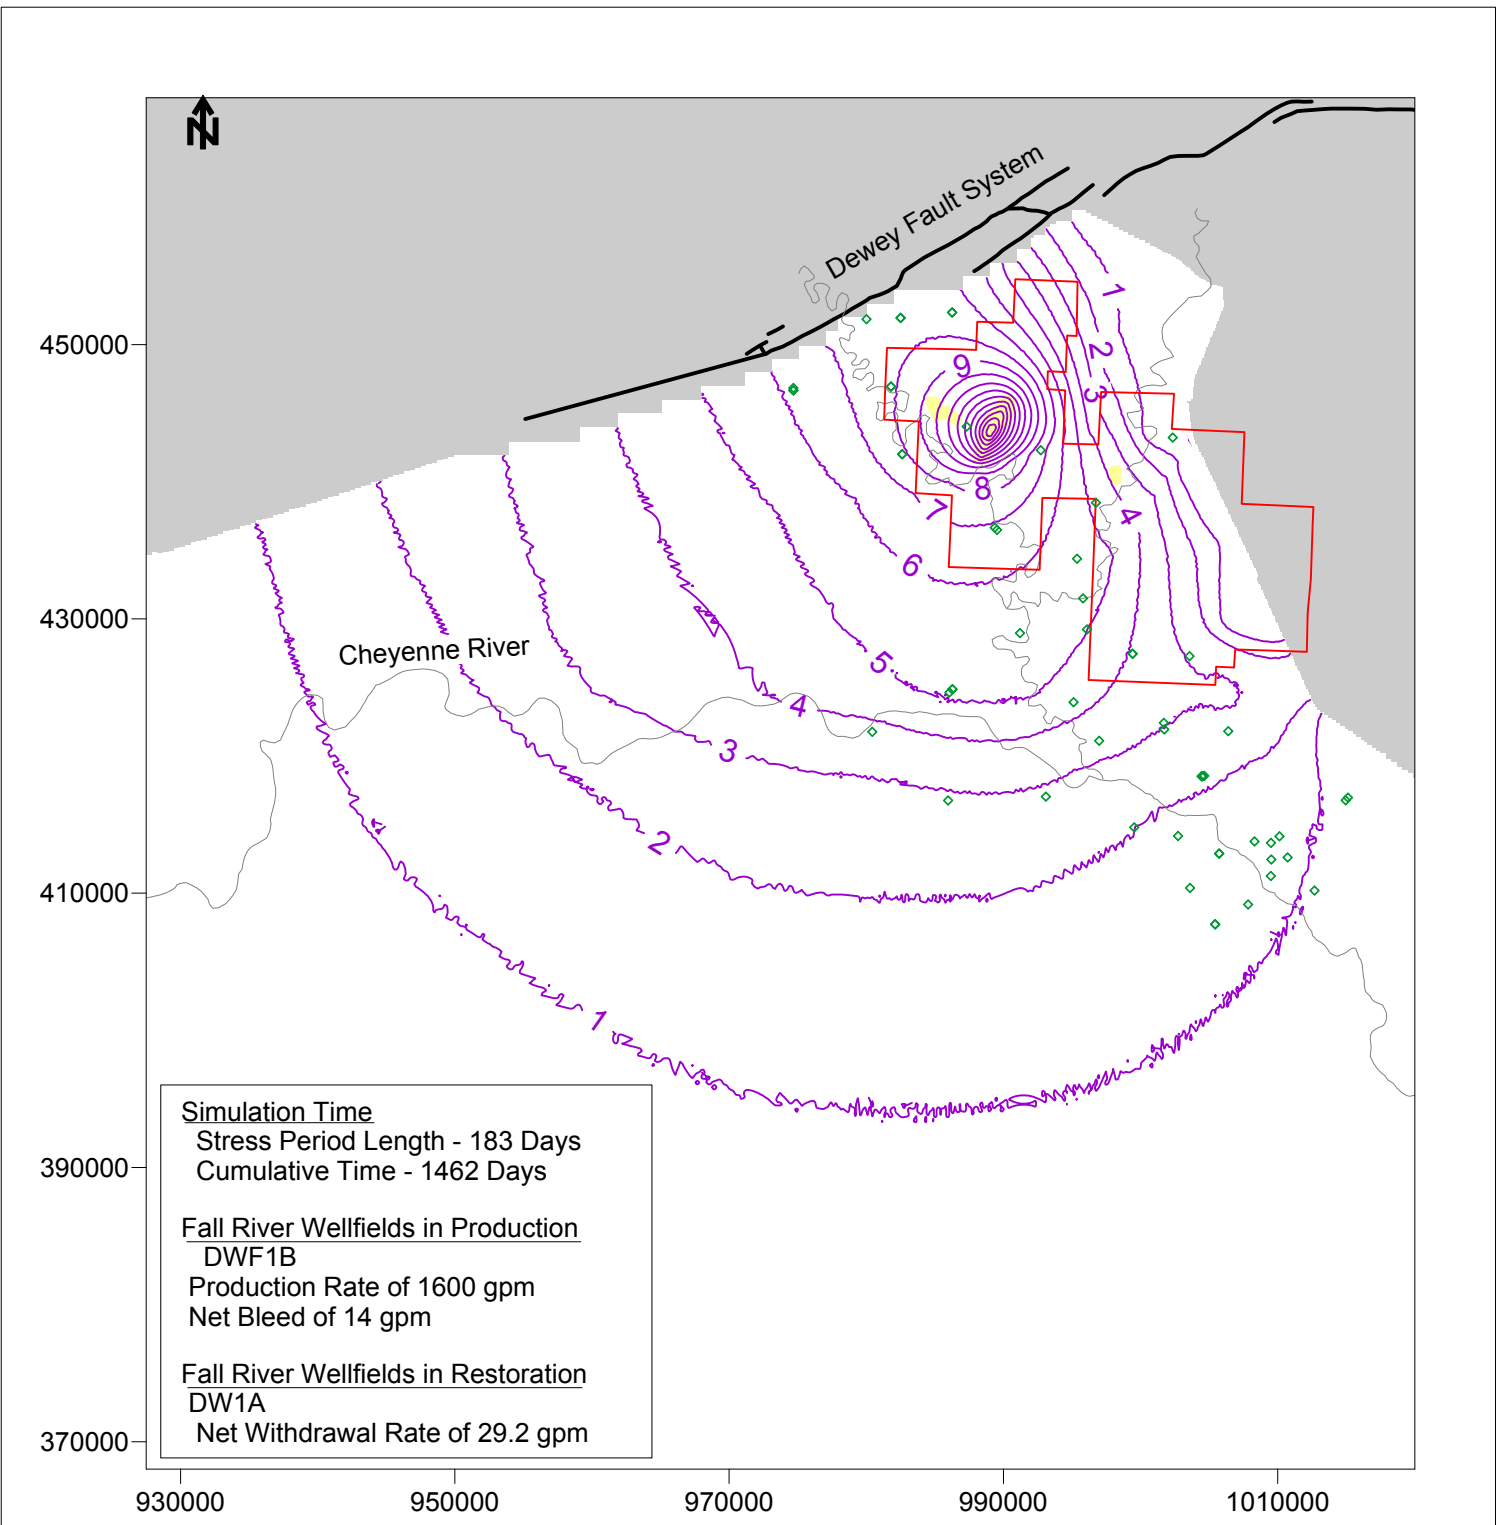 N
Dewey Fault System
1
450000
2
9
3
8
7
4
6
430000
Cheyenne River
5
4
3
2
410000
1
Simulation Time
Stress Period Length - 183 Days
Cumulative Time - 1462 Days
390000
Fall River Wellfields in Production
DWF1B
Production Rate of 1600 gpm
Net Bleed of 14 gpm
Fall River Wellfields in Restoration
DW1A
Net Withdrawal Rate of 29.2 gpm
370000
930000 950000 970000 990000 1010000